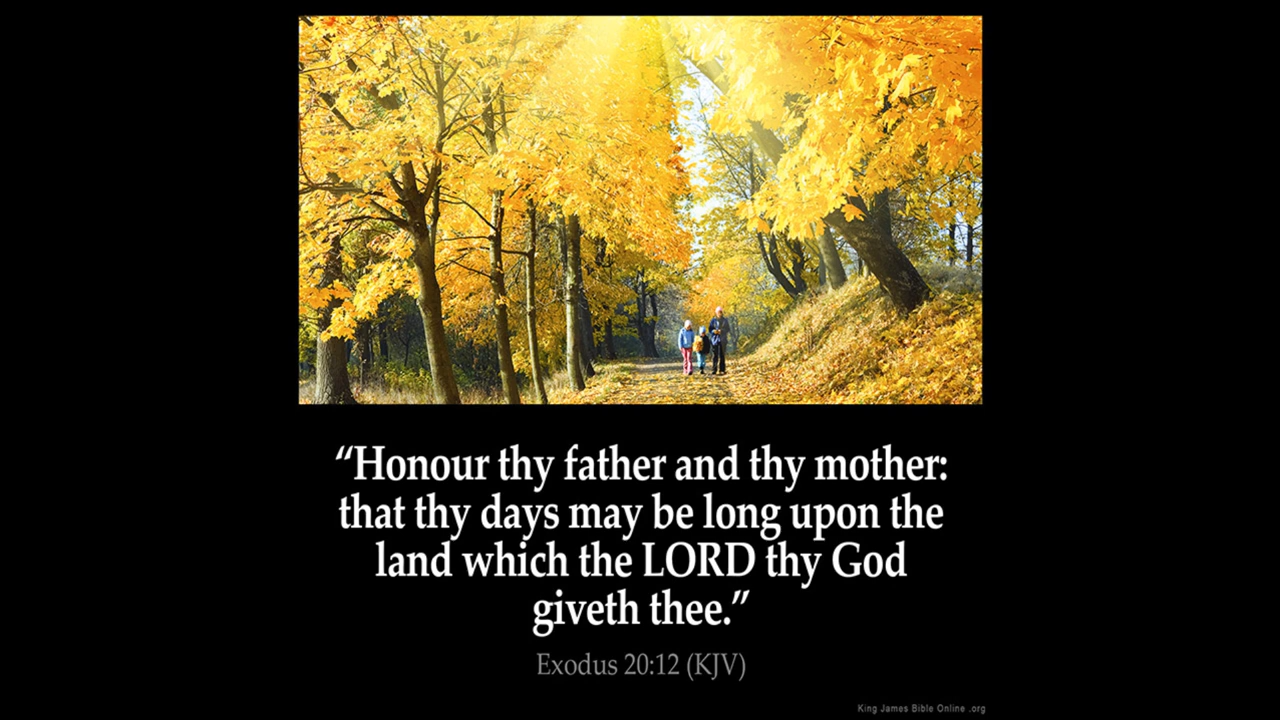 “Honour thy father and thy mother:
that thy days may be long upon the
land which the LORD thy God
giveth thee.”
Exodus 20:12 (KJV)
King James Bible Online .org